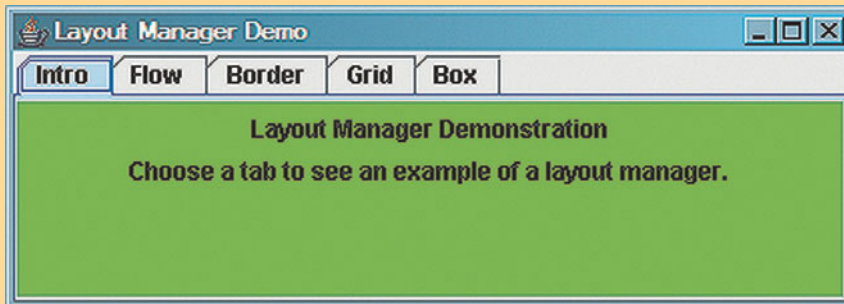 Layout Manager Demo
Intro Flow Border Grid Box
Layout Manager Demonstration
Choose a tab to see an example of a layout manager.